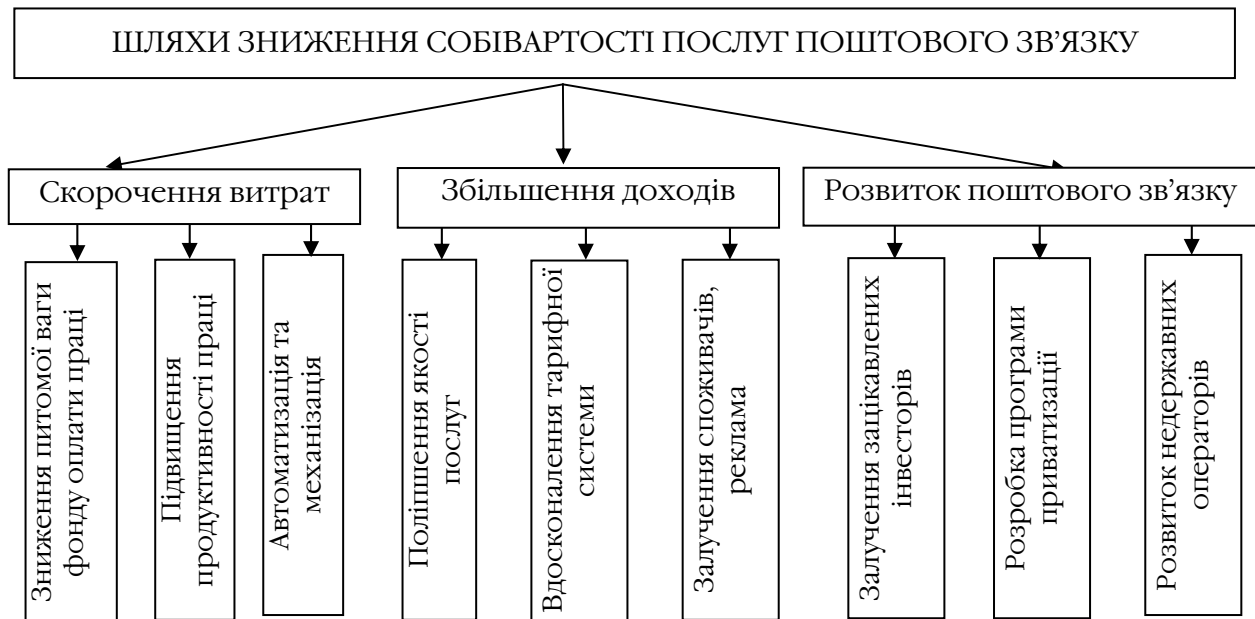 ШЛЯХИ ЗНИЖЕННЯ СОБІВАРТОСТІ ПОСЛУГ ПОШТОВОГО ЗВ’ЯЗКУ
Скорочення витрат
Збільшення доходів
Розвиток поштового зв’язку
Зниження питомої ваги
фонду оплати праці
Підвищення
продуктивності праці
Автоматизація та
механізація
Поліпшення якості
послуг
Вдосконалення тарифної
системи
Залучення споживачів,
реклама
Залучення зацікавлених
інвесторів
Розробка програми
приватизації
Розвиток недержавних
операторів